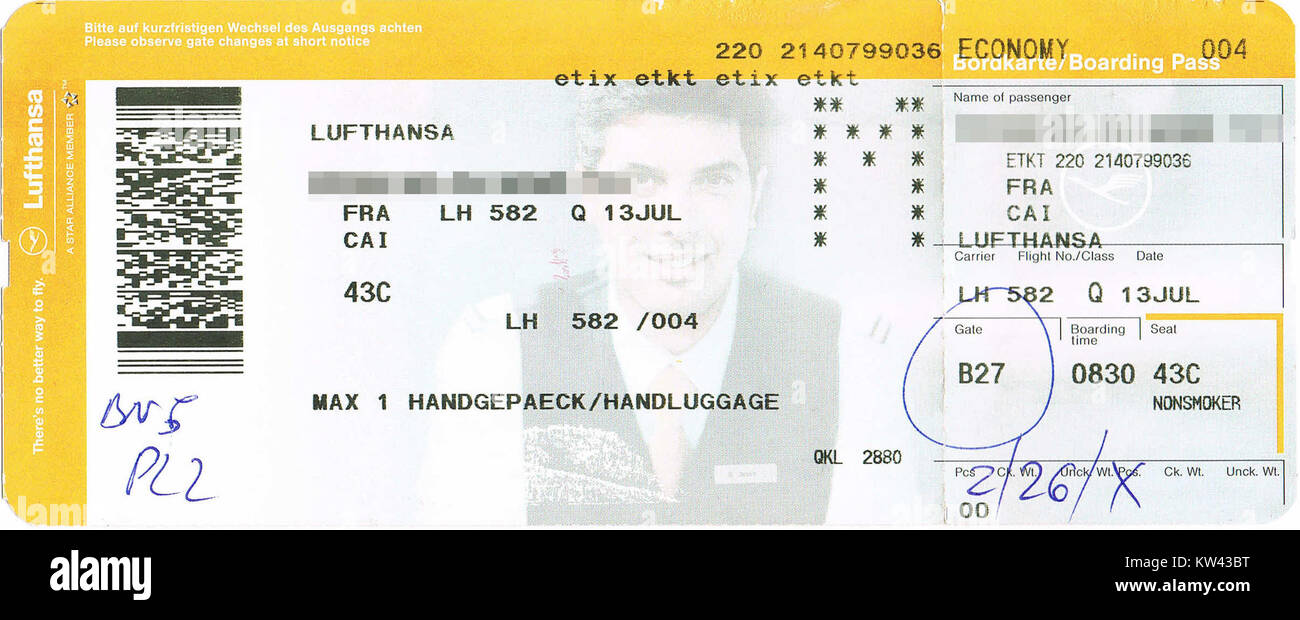 Bitte auf kurzfristigen Wechsel des Ausgangs achten
Please observe gate changes at short notice
220 2140799036 ECONOMY 004
Bordkarte/Boarding Pass
etix etkt etix etkt
Lufthansa
A STAR ALLIANCE MEMBER
There's no better way to fly.
LUFTHANSA
FRA LH 582 Q 13JUL
CAI
43C
LH 582 /004
MAX 1 HANDGEPAECK/HANDLUGGAGE
QKL 2880
Name of passenger
ETKT 220 2140799036
FRA
CAI
LUFTHANSA
Carrier Flight No./Class Date
LH 582 Q 13JUL
Gate Boarding time Seat
B27 0830 43C
NONSMOKER
Pcs Ck. Wt. Unck. Wt. Pcs. Ck. Wt. Unck. Wt.
2/26/X
00
PL2
alamy stock photo
KW43BT
www.alamy.com